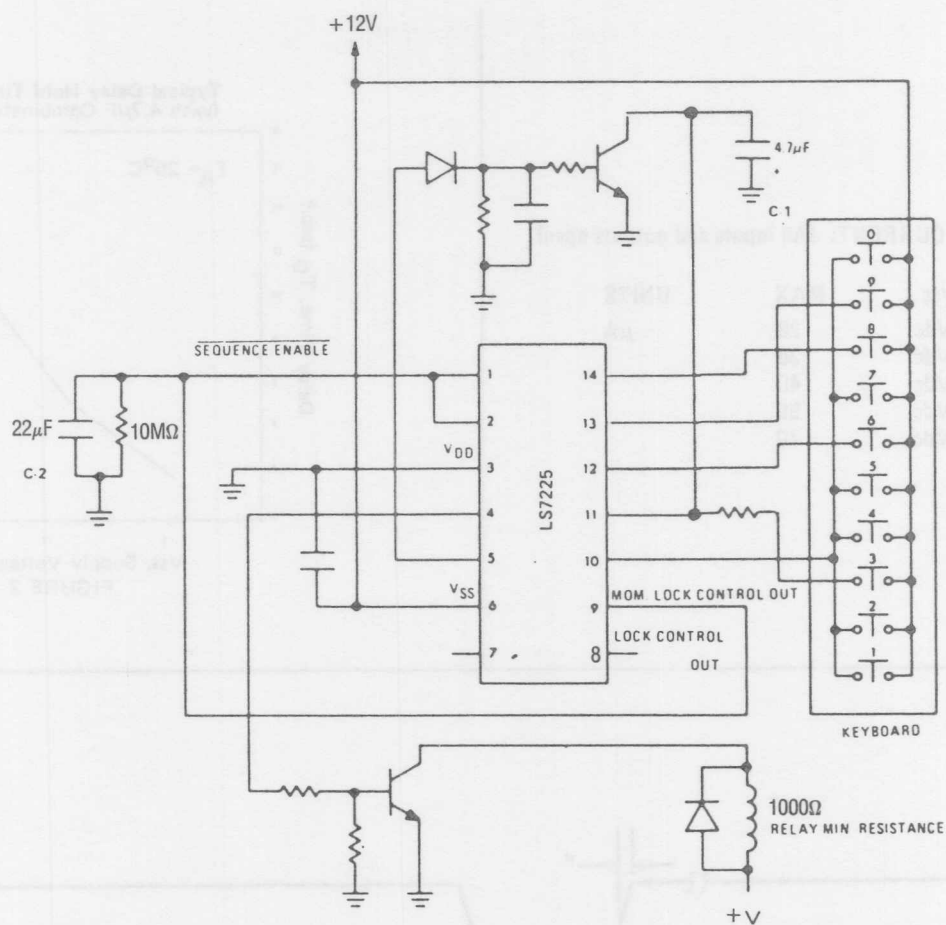 +12V
4.7µF
C-1
SEQUENCE ENABLE
22µF
10MΩ
C-2
VDD
VSS
1
2
3
4
5
6
7
LS7225
14
13
12
11
10
9
8
MOM. LOCK CONTROL OUT
LOCK CONTROL
OUT
0
9
8
7
6
5
4
3
2
1
KEYBOARD
1000Ω
RELAY MIN RESISTANCE
+V